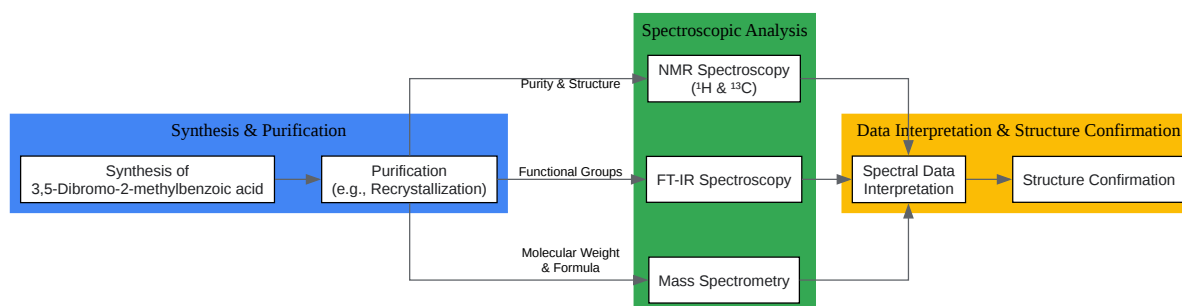 Spectroscopic Analysis
NMR Spectroscopy
(¹H & ¹³C)
Purity & Structure
Synthesis & Purification
Data Interpretation & Structure Confirmation
Synthesis of
3,5-Dibromo-2-methylbenzoic acid
Purification
(e.g., Recrystallization)
Functional Groups
FT-IR Spectroscopy
Spectral Data
Interpretation
Structure Confirmation
Molecular Weight
& Formula
Mass Spectrometry